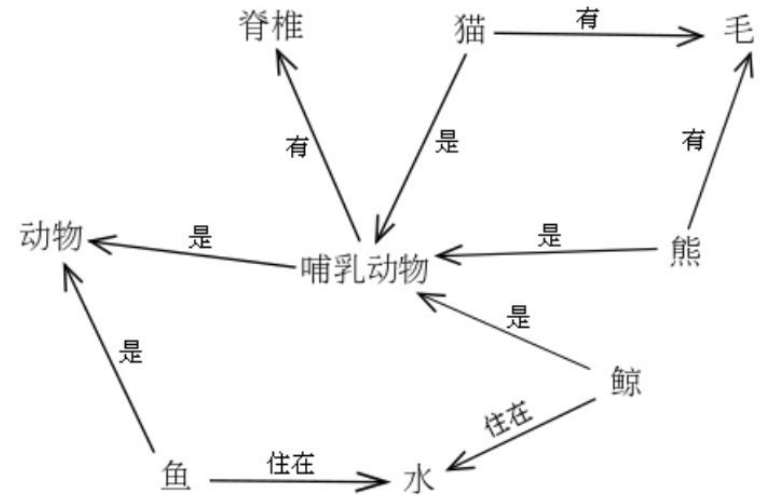 脊椎
猫
有
毛
有
是
有
动物
是
哺乳动物
是
熊
是
是
鲸
住在
鱼
住在
水